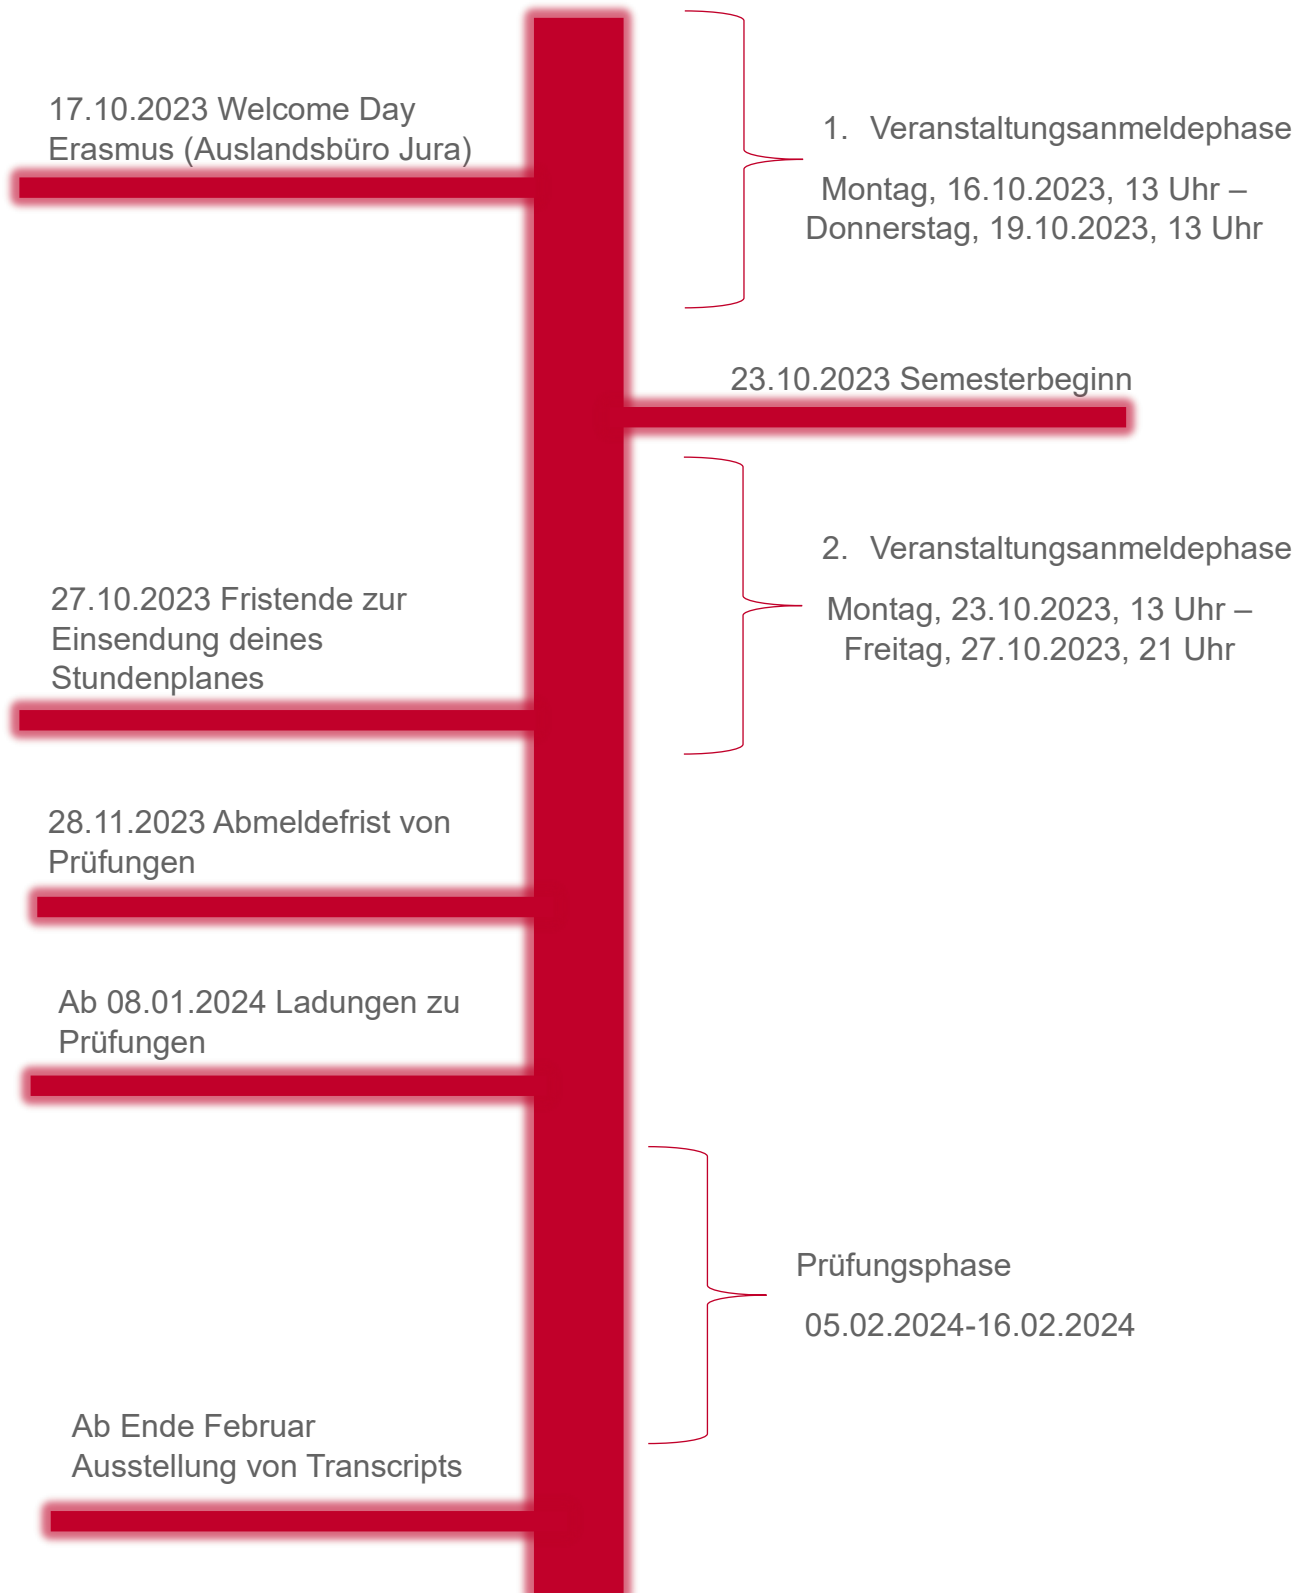 17.10.2023 Welcome Day
Erasmus (Auslandsbüro Jura)
1. Veranstaltungsanmeldephase
Montag, 16.10.2023, 13 Uhr –
Donnerstag, 19.10.2023, 13 Uhr
23.10.2023 Semesterbeginn
2. Veranstaltungsanmeldephase
Montag, 23.10.2023, 13 Uhr –
Freitag, 27.10.2023, 21 Uhr
27.10.2023 Fristende zur
Einsendung deines
Stundenplanes
28.11.2023 Abmeldefrist von
Prüfungen
Ab 08.01.2024 Ladungen zu
Prüfungen
Prüfungsphase
05.02.2024-16.02.2024
Ab Ende Februar
Ausstellung von Transcripts